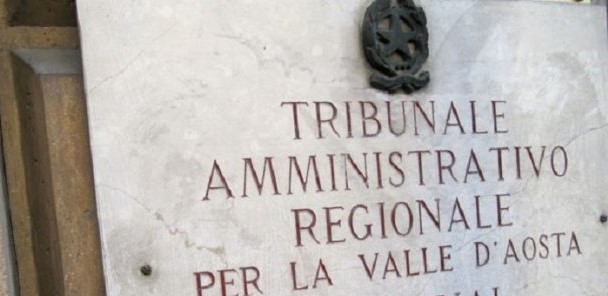 TRIBUNALE
AMMINISTRATIVO
REGIONALE
PER LA VALLE D'AOSTA